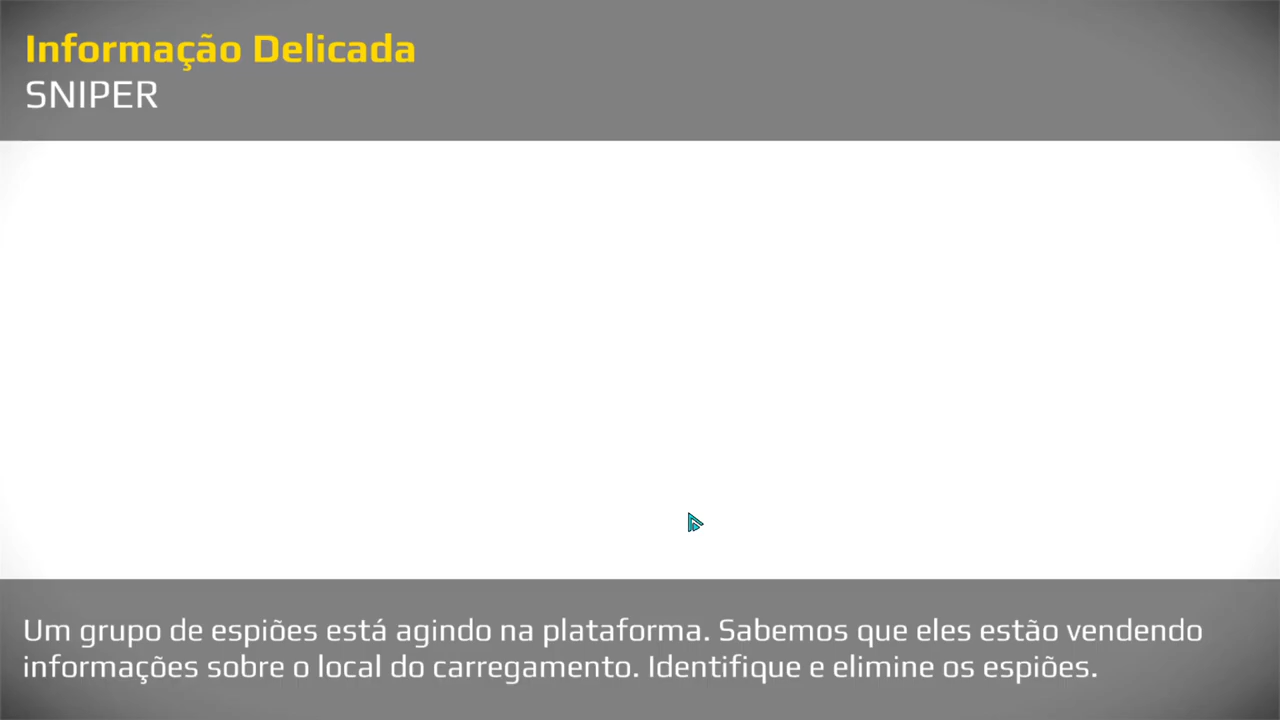 Informação Delicada
SNIPER
Um grupo de espiões está agindo na plataforma. Sabemos que eles estão vendendo
informações sobre o local do carregamento. Identifique e elimine os espiões.